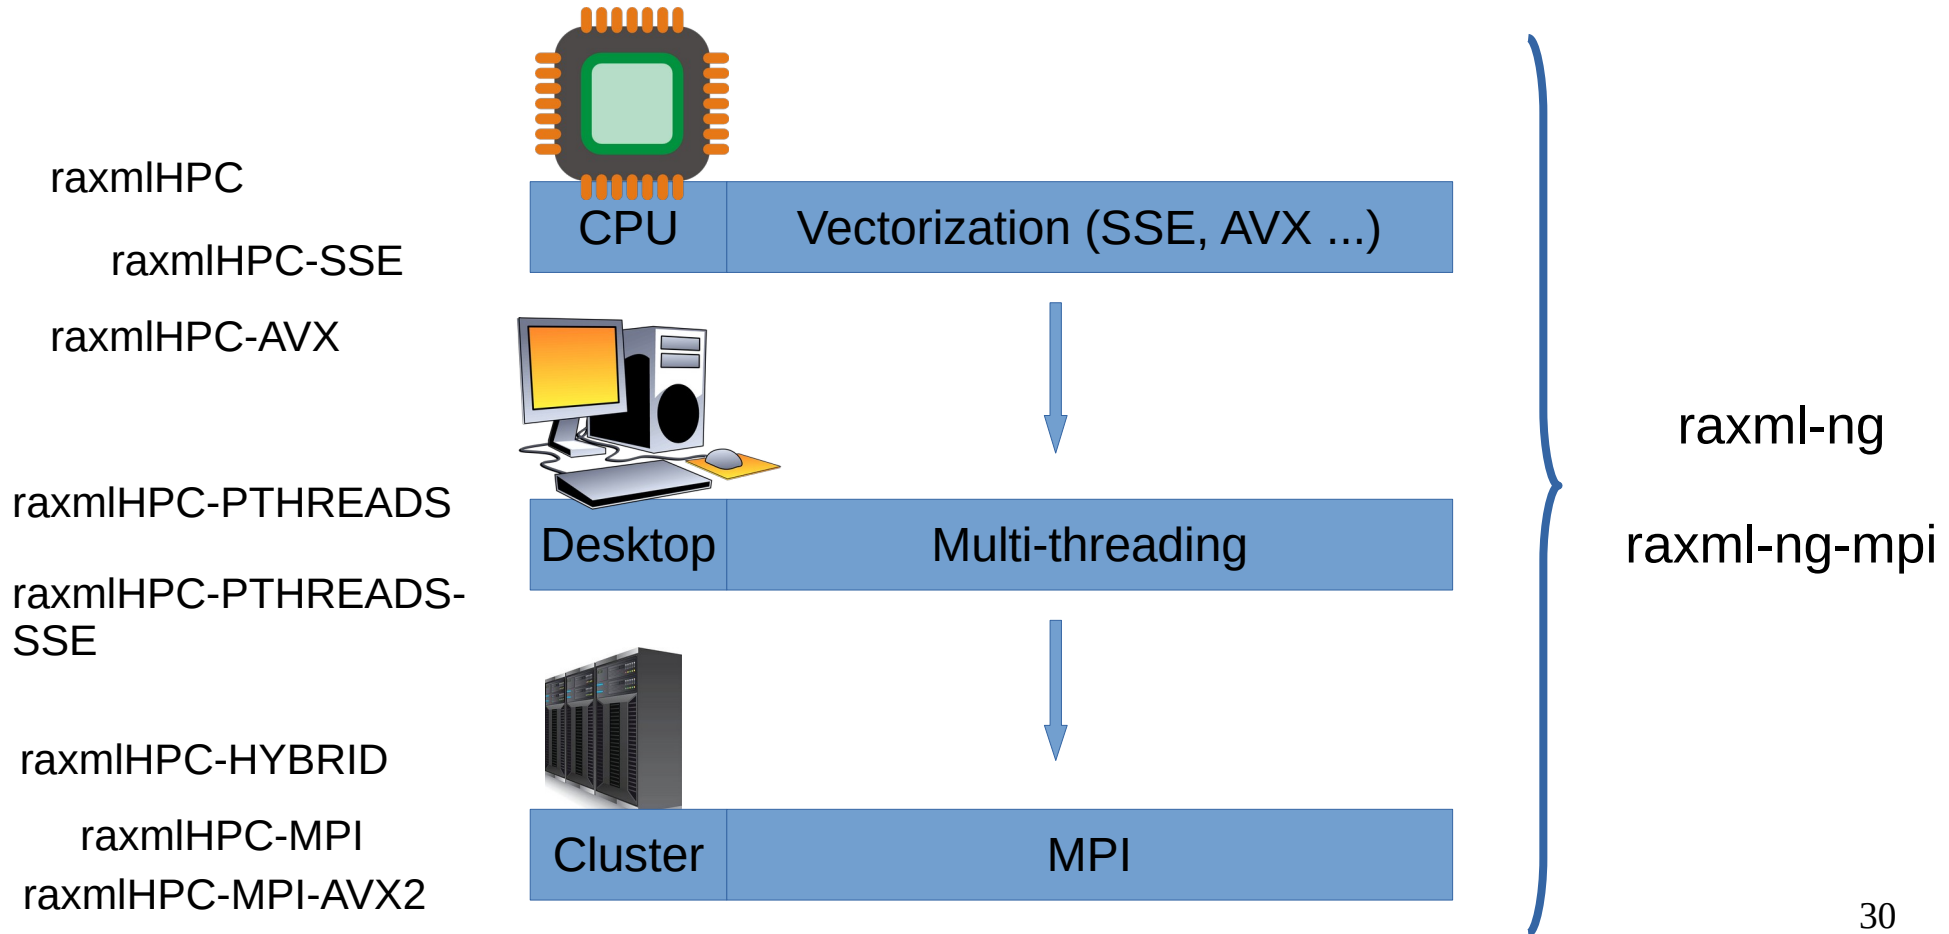 raxmlHPC
raxmlHPC-SSE
raxmlHPC-AVX
raxmlHPC-PTHREADS
raxmlHPC-PTHREADS-
SSE
raxmlHPC-HYBRID
raxmlHPC-MPI
raxmlHPC-MPI-AVX2
CPU
Vectorization (SSE, AVX ...)
Desktop
Multi-threading
Cluster
MPI
raxml-ng
raxml-ng-mpi
30